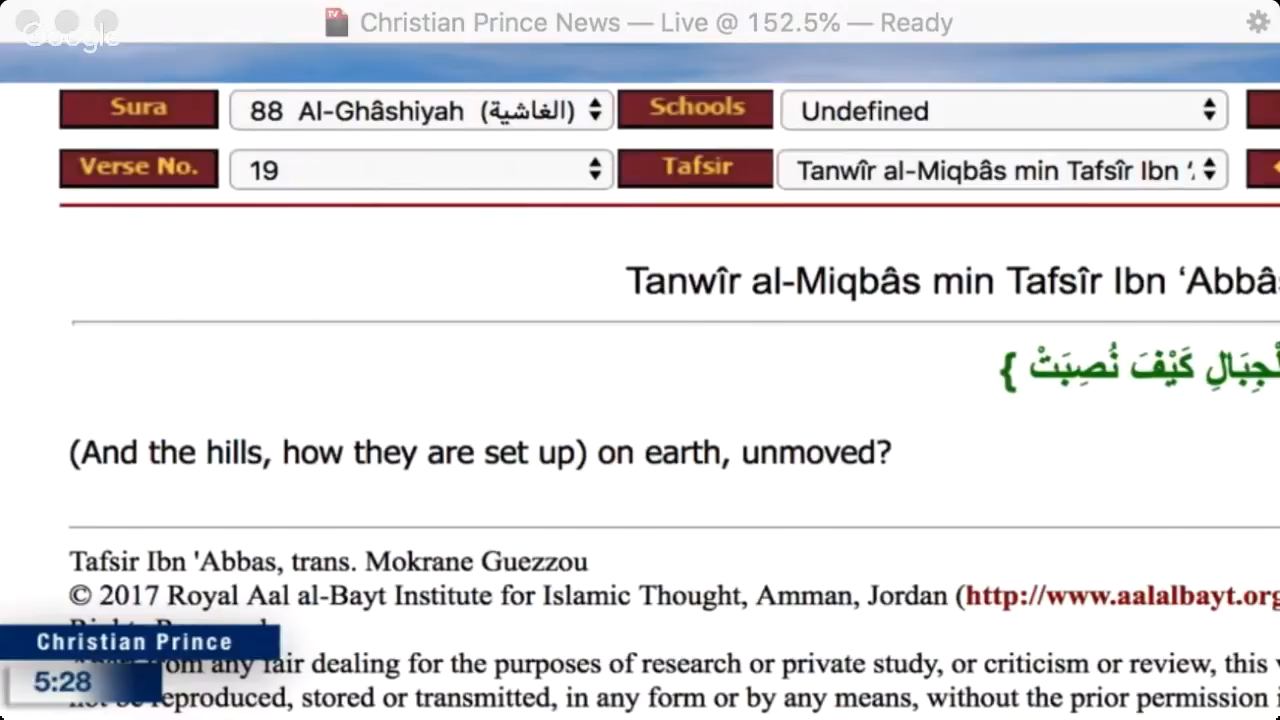 Christian Prince News — Live @ 152.5% — Ready
Google
Sura
88 Al-Ghâshiyah (الغاشية)
Schools
Undefined
Verse No.
19
Tafsir
Tanwîr al-Miqbâs min Tafsîr Ibn ‘
Tanwîr al-Miqbâs min Tafsîr Ibn ‘Abbâ
لْجِبَالِ كَيْفَ نُصِبَتْ }
(And the hills, how they are set up) on earth, unmoved?
Tafsir Ibn 'Abbas, trans. Mokrane Guezzou
© 2017 Royal Aal al-Bayt Institute for Islamic Thought, Amman, Jordan (http://www.aalalbayt.org
Christian Prince
from any fair dealing for the purposes of research or private study, or criticism or review, this
5:28
not be reproduced, stored or transmitted, in any form or by any means, without the prior permission